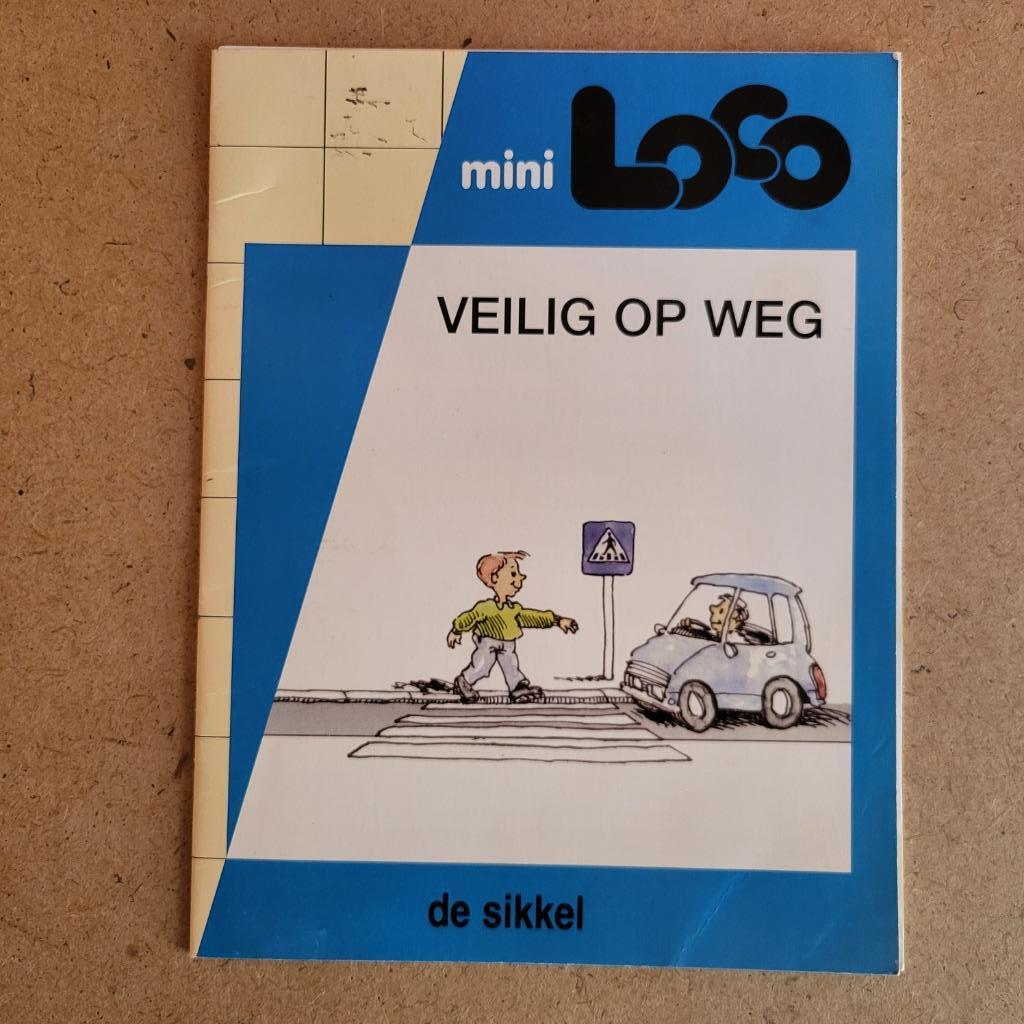 mini Loco
VEILIG OP WEG
de sikkel